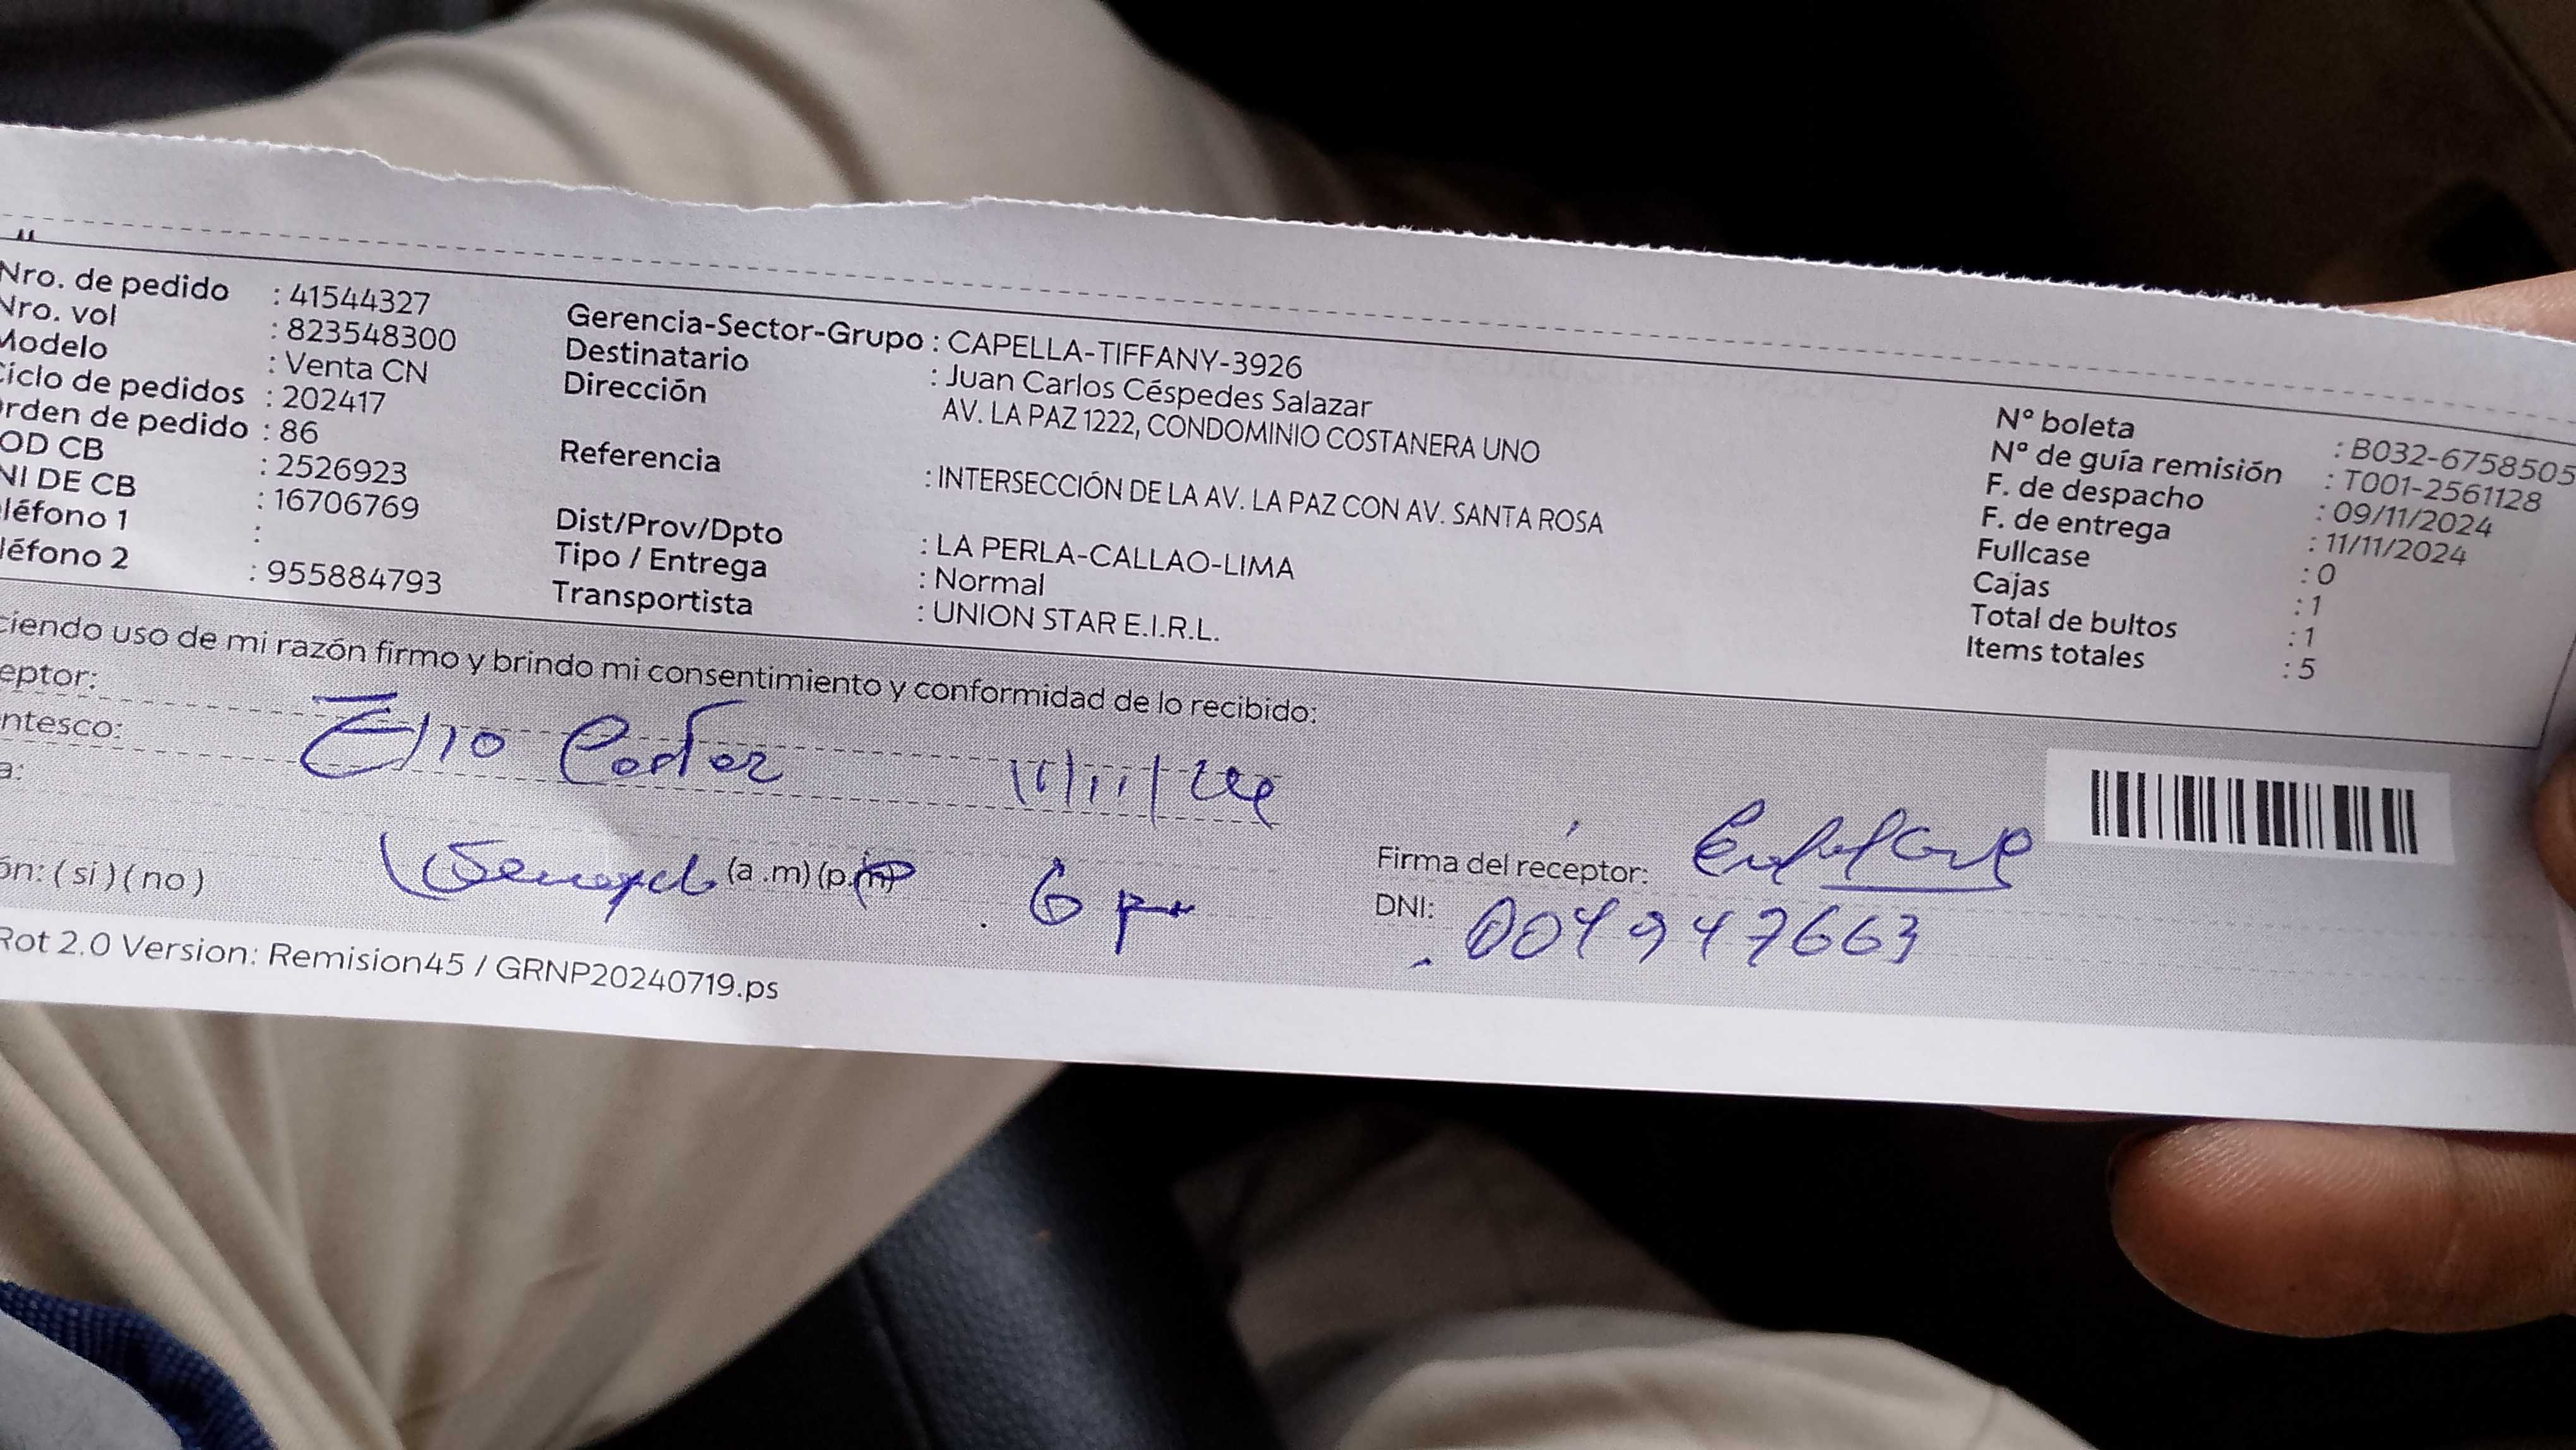 Nro. de pedido : 41544327
Nro. vol : 823548300
Modelo : Venta CN
Ciclo de pedidos : 202417
rden de pedido : 86
OD CB : 2526923
NI DE CB : 16706769
léfono 1 :
léfono 2 : 955884793
Gerencia-Sector-Grupo : CAPELLA-TIFFANY-3926
Destinatario : Juan Carlos Céspedes Salazar
Dirección AV. LA PAZ 1222, CONDOMINIO COSTANERA UNO
Referencia : INTERSECCIÓN DE LA AV. LA PAZ CON AV. SANTA ROSA
Dist/Prov/Dpto : LA PERLA-CALLAO-LIMA
Tipo / Entrega : Normal
Transportista : UNION STAR E.I.R.L.
Nº boleta : B032-6758505
Nº de guía remisión : T001-2561128
F. de despacho : 09/11/2024
F. de entrega : 11/11/2024
Fullcase : 0
Cajas : 1
Total de bultos : 1
Items totales : 5
ciendo uso de mi razón firmo y brindo mi consentimiento y conformidad de lo recibido:
eptor:
ntesco: 11/11/24
a:
(a .m) (p.m) 6 pm
ón: ( si ) ( no )
Firma del receptor:
DNI: 004947663
Rot 2.0 Version: Remision45 / GRNP20240719.ps